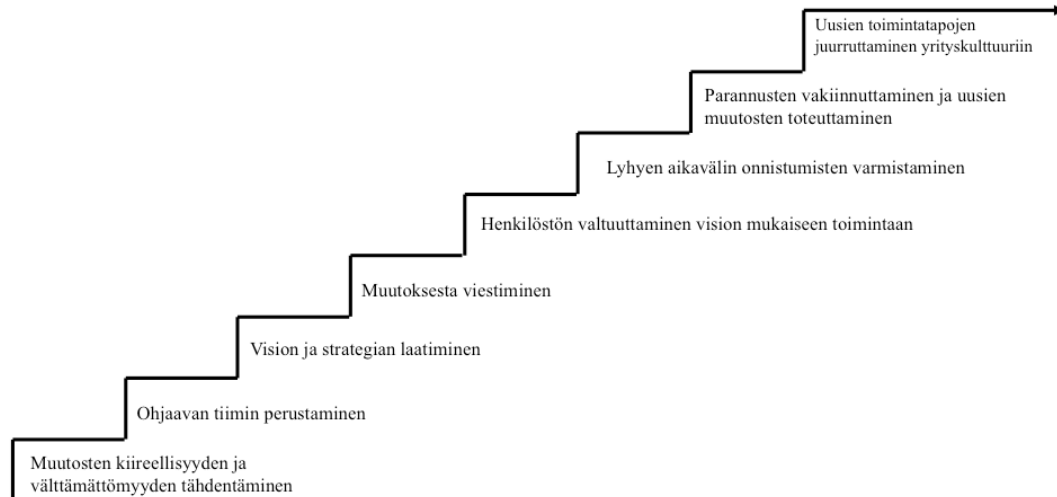 Uusien toimintatapojen
juurruttaminen yrityskulttuuriin
Parannusten vakiinnuttaminen ja uusien
muutosten toteuttaminen
Lyhyen aikavälin onnistumisten varmistaminen
Henkilöstön valtuuttaminen vision mukaiseen toimintaan
Muutoksesta viestiminen
Vision ja strategian laatiminen
Ohjaavan tiimin perustaminen
Muutosten kiireellisyyden ja
välttämättömyyden tähdentäminen